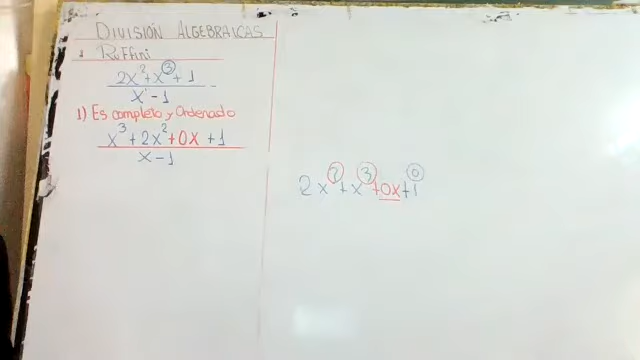 DIVISIÓN ALGEBRAICAS
Ruffini
2x² + x³ + 1
x - 1
1) Es completo y Ordenado
x³ + 2x² + 0x + 1
x - 1
2x² + x³ + 0x + 1⁰